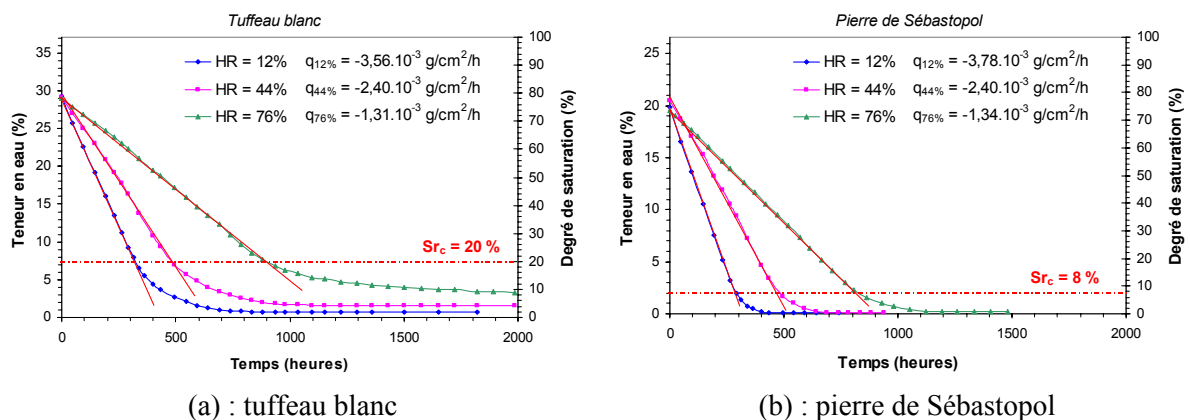 Tuffeau blanc
Teneur en eau (%)
35
30
25
20
15
10
5
0
HR = 12% q12% = -3,56.10-3 g/cm2/h
HR = 44% q44% = -2,40.10-3 g/cm2/h
HR = 76% q76% = -1,31.10-3 g/cm2/h
Src = 20 %
100
90
80
70
60
50
40
30
20
10
0
Degré de saturation (%)
0 500 1000 1500 2000
Temps (heures)
(a) : tuffeau blanc
Pierre de Sébastopol
Teneur en eau (%)
25
20
15
10
5
0
HR = 12% q12% = -3,78.10-3 g/cm2/h
HR = 44% q44% = -2,40.10-3 g/cm2/h
HR = 76% q76% = -1,34.10-3 g/cm2/h
Src = 8 %
100
90
80
70
60
50
40
30
20
10
0
Degré de saturation (%)
0 500 1000 1500 2000
Temps (heures)
(b) : pierre de Sébastopol